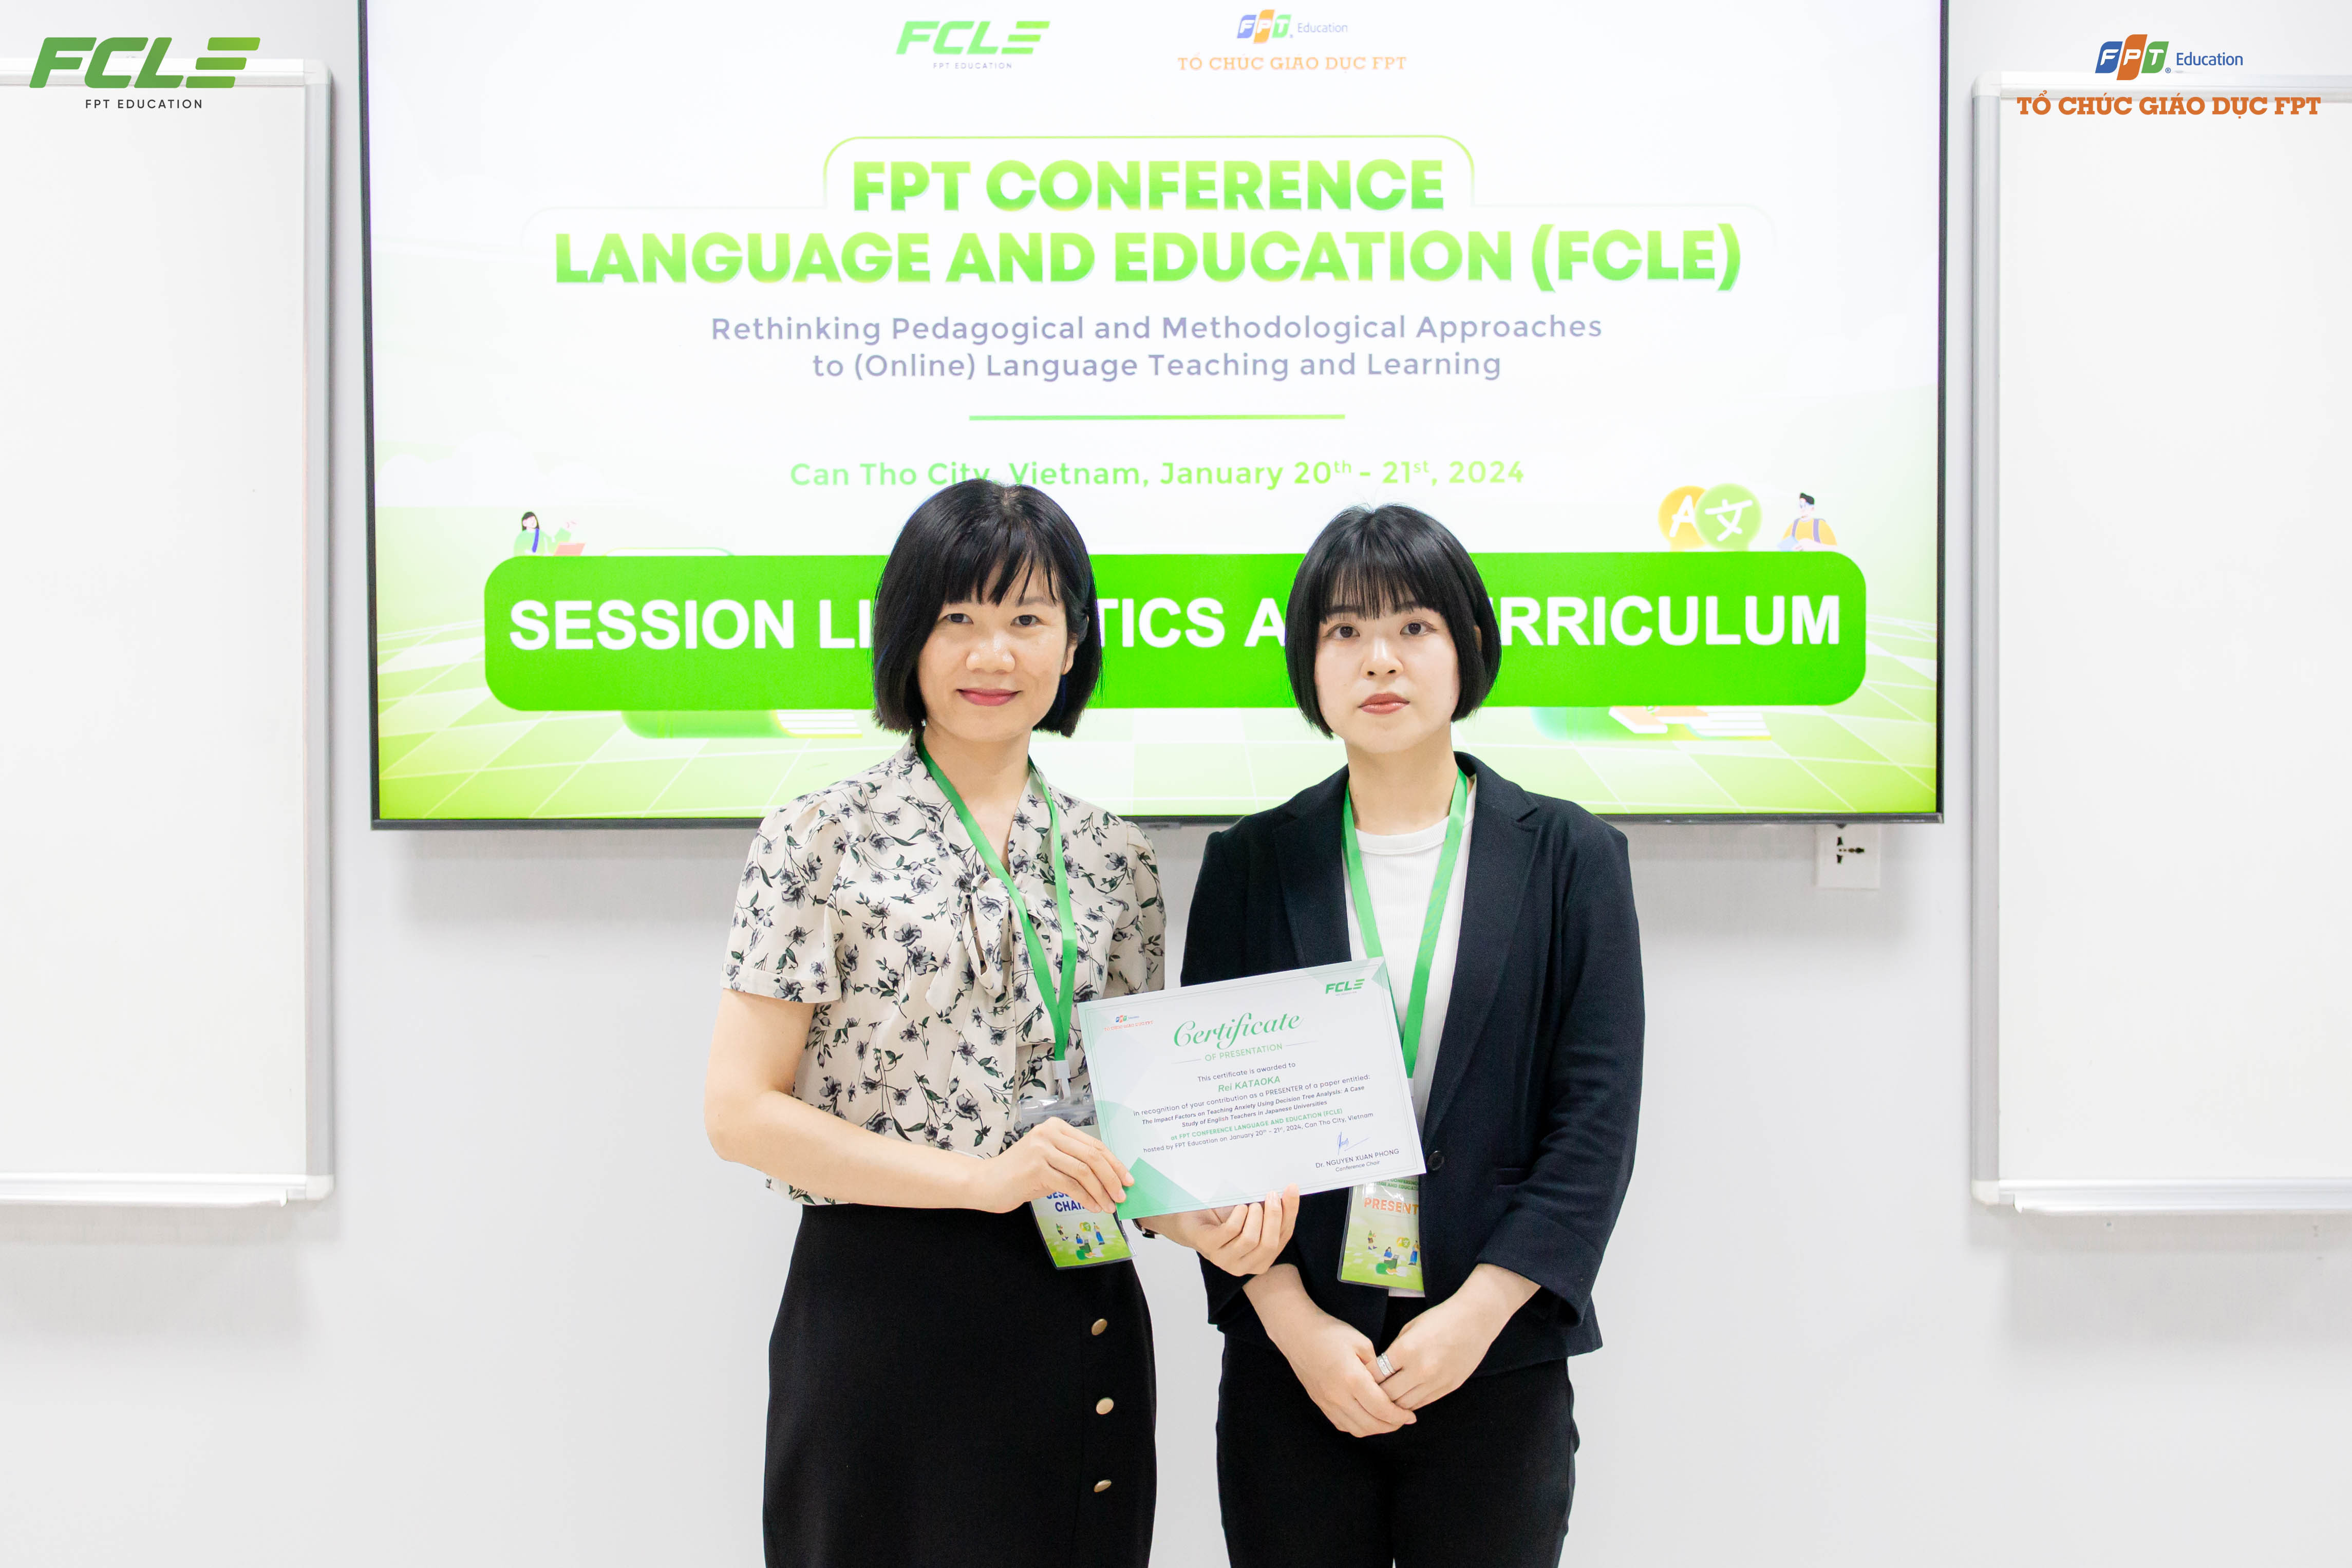 FCLE
FPT EDUCATION
FPT Education
TỔ CHỨC GIÁO DỤC FPT
FCLE
FPT EDUCATION
FPT Education
TỔ CHỨC GIÁO DỤC FPT
FPT CONFERENCE
LANGUAGE AND EDUCATION (FCLE)
Rethinking Pedagogical and Methodological Approaches
to (Online) Language Teaching and Learning
Can Tho City, Vietnam, January 20th - 21st, 2024
A文
SESSION LI TICS A RRICULUM
FCLE
Certificate
OF PRESENTATION
This certificate is awarded to
Rei KATAOKA
In recognition of your contribution as a PRESENTER of a paper entitled:
The Impact Factors on Teaching Anxiety Using Decision Tree Analysis: A Case
Study of English Teachers in Japanese Universities
at FPT CONFERENCE LANGUAGE AND EDUCATION (FCLE)
hosted by FPT Education on January 20th - 21st, 2024, Can Tho City, Vietnam
Dr. NGUYEN XUAN PHONG
Conference Chair
CHAI
PRESENT